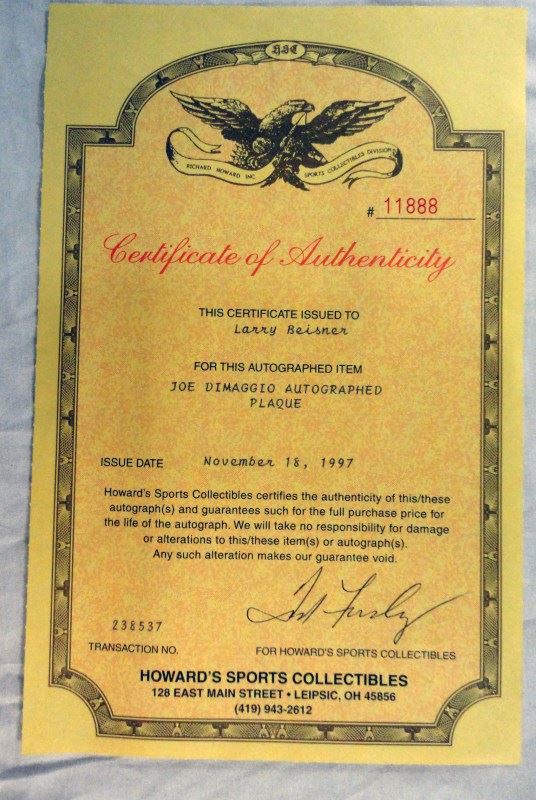 HSC
RICHARD HOWARD INC SPORTS COLLECTIBLES DIVISION
# 11888
Certificate of Authenticity
THIS CERTIFICATE ISSUED TO
Larry Beisner
FOR THIS AUTOGRAPHED ITEM
JOE DIMAGGIO AUTOGRAPHED
PLAQUE
ISSUE DATE November 18, 1997
Howard's Sports Collectibles certifies the authenticity of this/these
autograph(s) and guarantees such for the full purchase price for
the life of the autograph. We will take no responsibility for damage
or alterations to this/these item(s) or autograph(s).
Any such alteration makes our guarantee void.
238537
TRANSACTION NO. FOR HOWARD'S SPORTS COLLECTIBLES
HOWARD'S SPORTS COLLECTIBLES
128 EAST MAIN STREET • LEIPSIC, OH 45856
(419) 943-2612